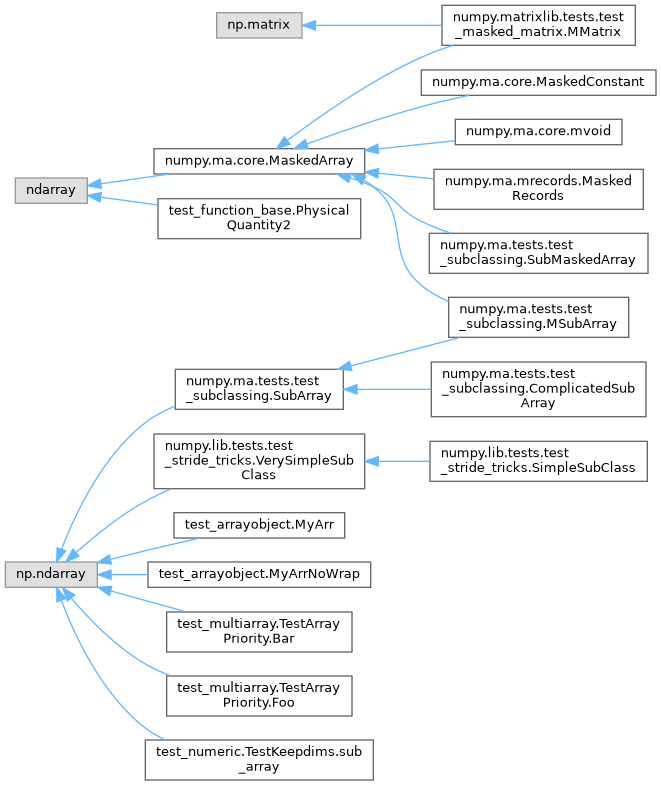 np.matrix
numpy.matrixlib.tests.test
_masked_matrix.MMatrix
numpy.ma.core.MaskedConstant
numpy.ma.core.mvoid
numpy.ma.core.MaskedArray
numpy.ma.mrecords.Masked
Records
ndarray
test_function_base.Physical
Quantity2
numpy.ma.tests.test
_subclassing.SubMaskedArray
numpy.ma.tests.test
_subclassing.MSubArray
numpy.ma.tests.test
_subclassing.SubArray
numpy.ma.tests.test
_subclassing.ComplicatedSub
Array
numpy.lib.tests.test
_stride_tricks.VerySimpleSub
Class
numpy.lib.tests.test
_stride_tricks.SimpleSubClass
test_arrayobject.MyArr
np.ndarray
test_arrayobject.MyArrNoWrap
test_multiarray.TestArray
Priority.Bar
test_multiarray.TestArray
Priority.Foo
test_numeric.TestKeepdims.sub
_array